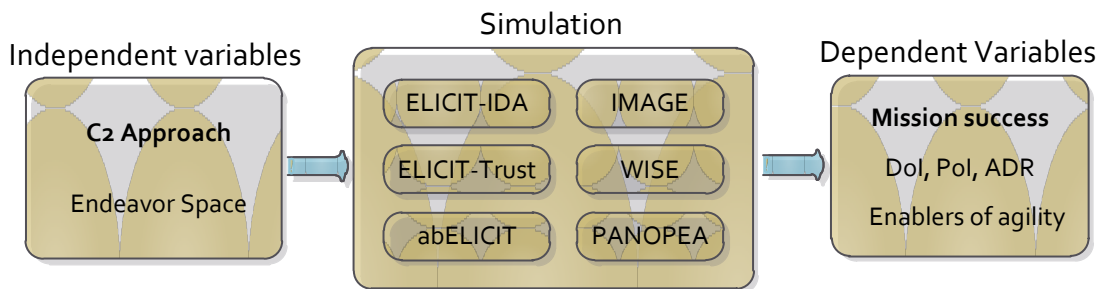 Independent variables
C2 Approach
Endeavor Space
Simulation
ELICIT-IDA
IMAGE
ELICIT-Trust
WISE
abELICIT
PANOPEA
Dependent Variables
Mission success
DoI, PoI, ADR
Enablers of agility